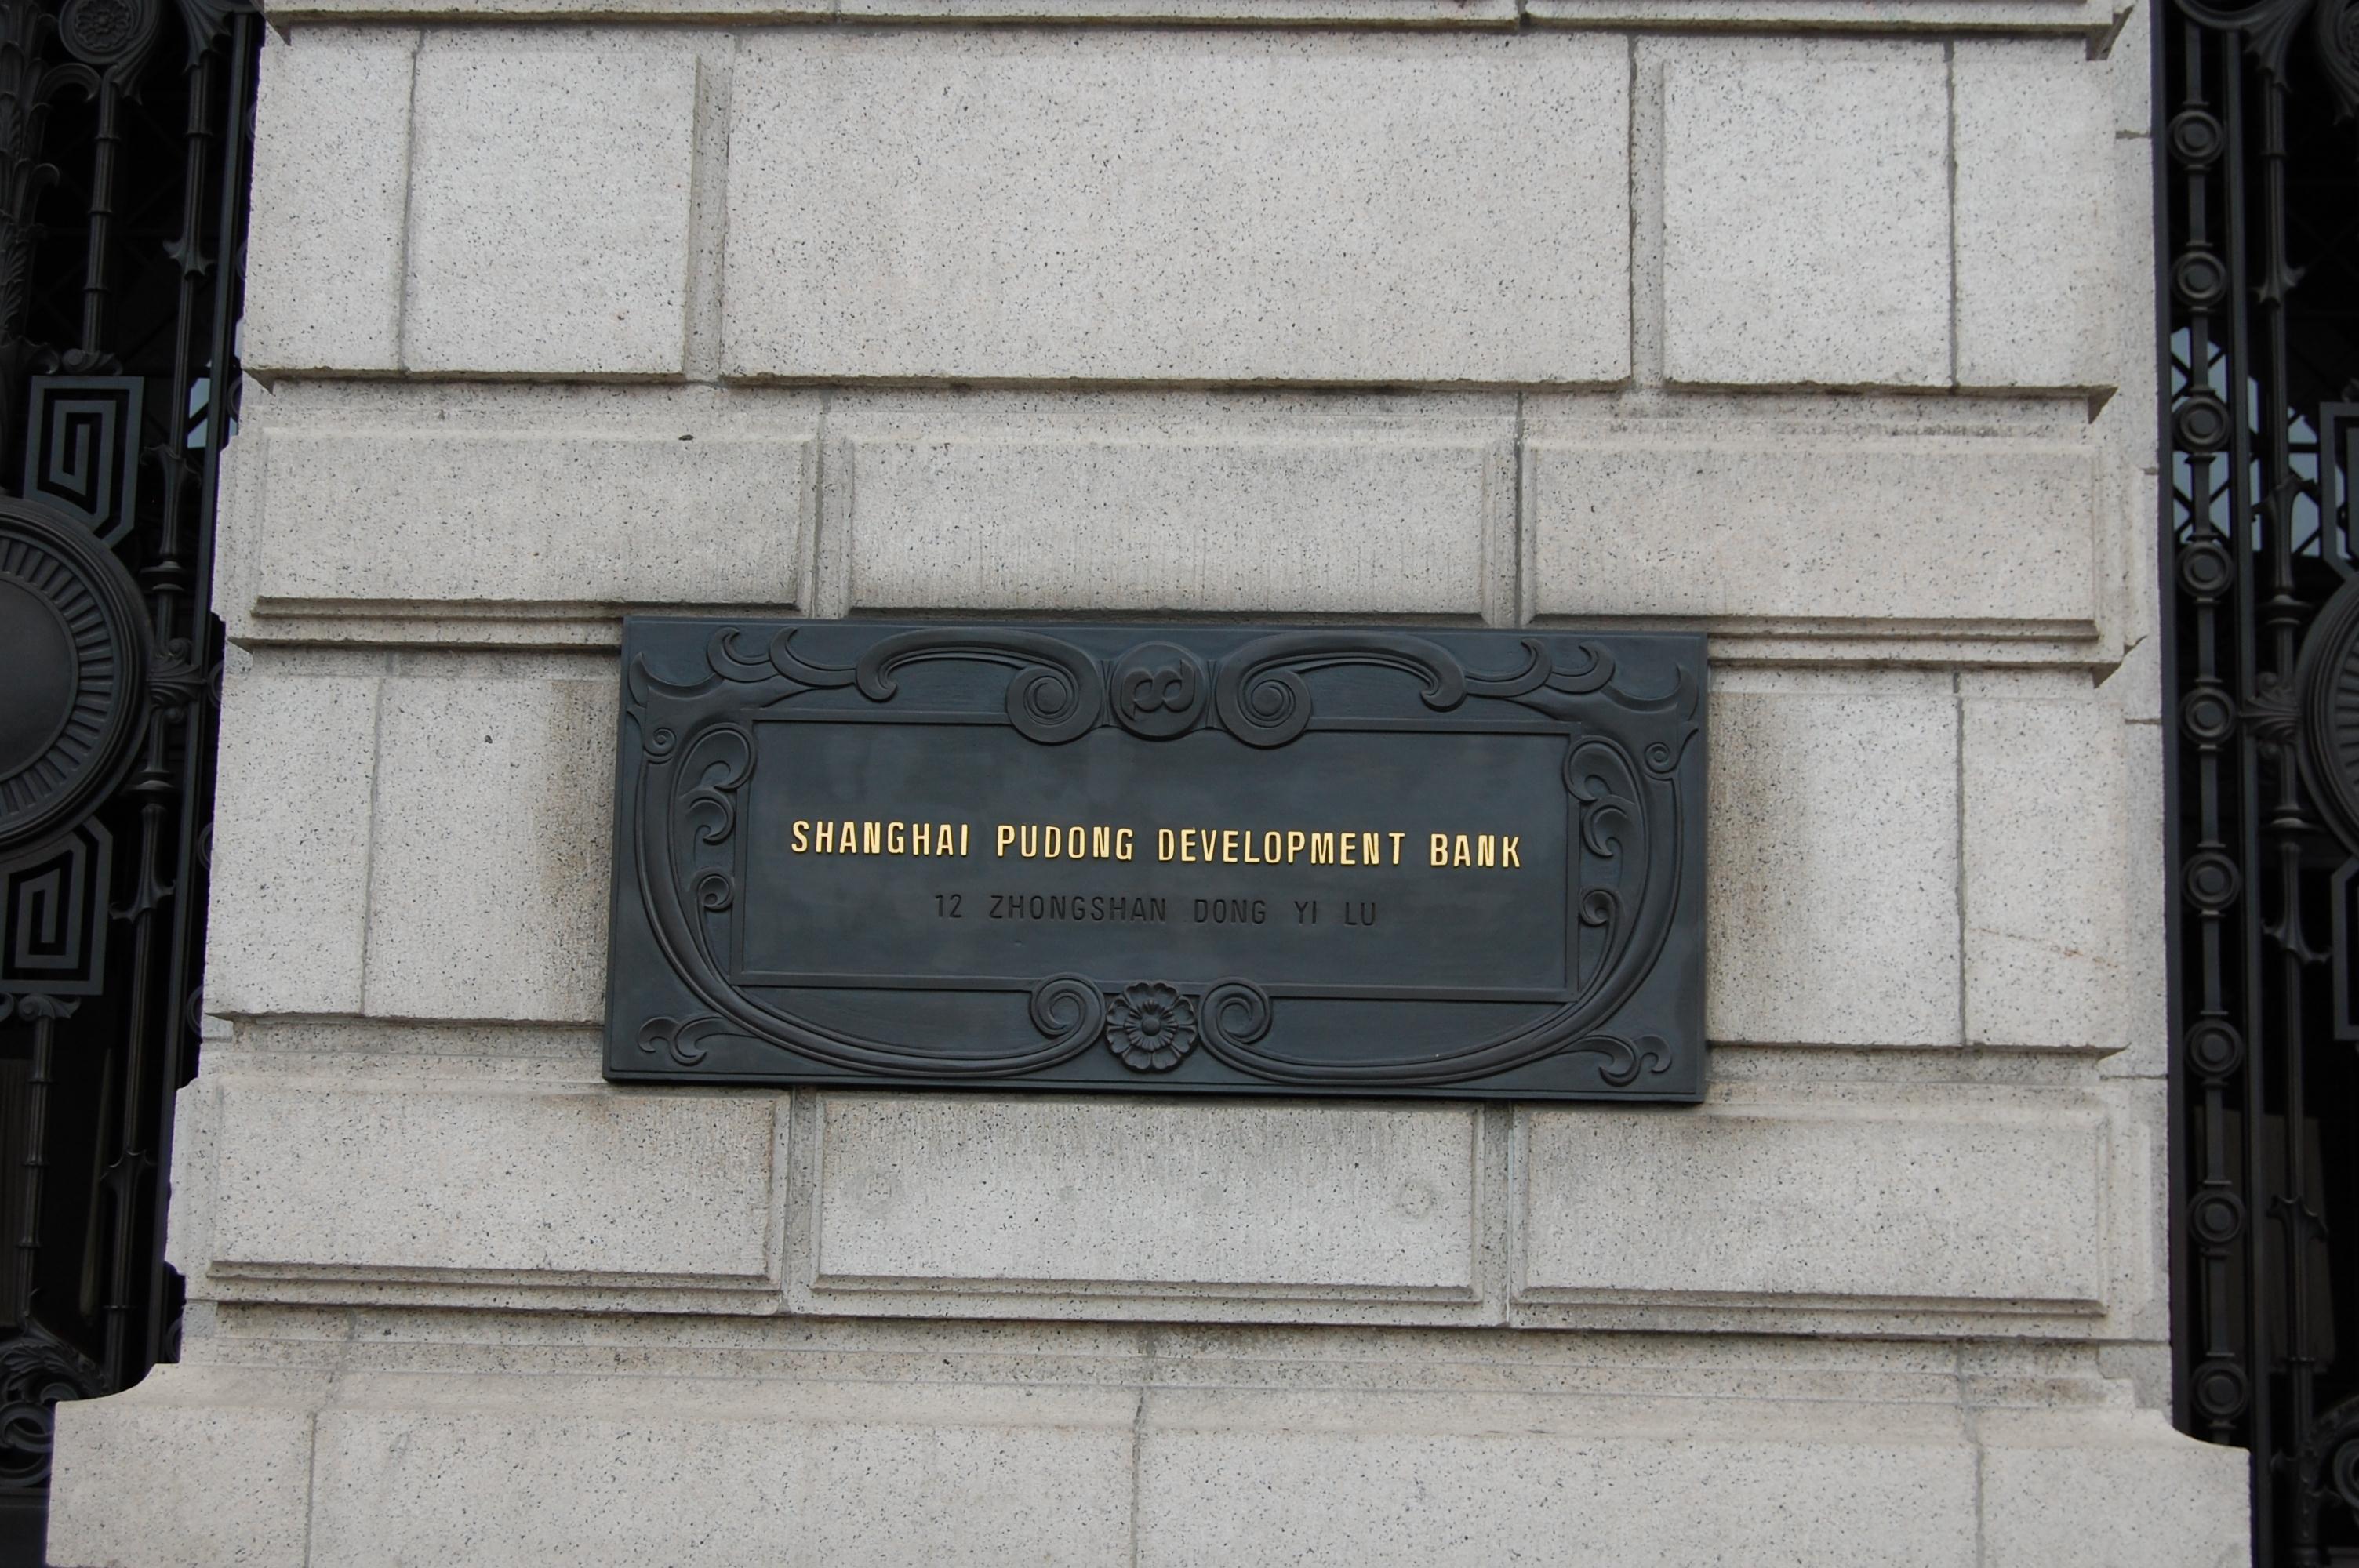 SHANGHAI PUDONG DEVELOPMENT BANK
12 ZHONGSHAN DONG YI LU